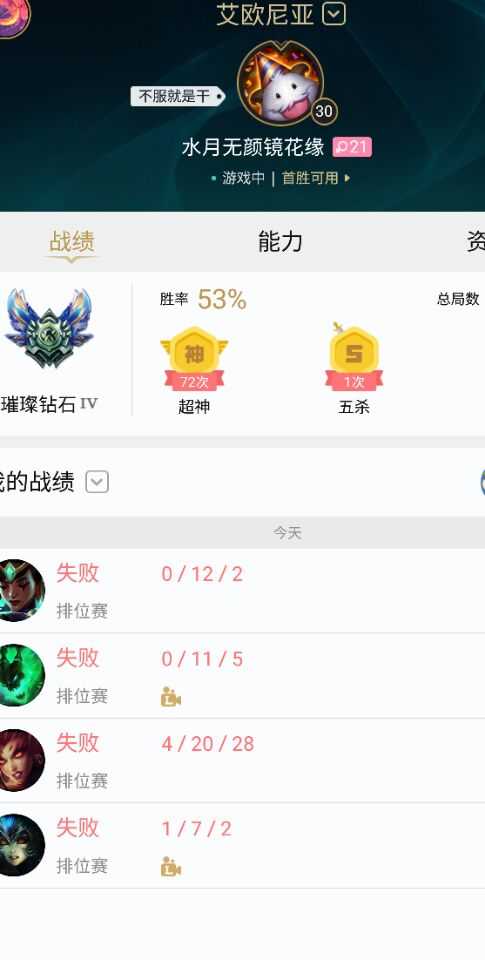 艾欧尼亚
不服就是干
30
水月无颜镜花缘 21
游戏中 | 首胜可用
战绩 能力 资
胜率 53% 总局数
神 5
72次 1次
璀璨钻石IV 超神 五杀
我的战绩
今天
失败 0 / 12 / 2
排位赛
失败 0 / 11 / 5
排位赛 L
失败 4 / 20 / 28
排位赛
失败 1 / 7 / 2
排位赛 L